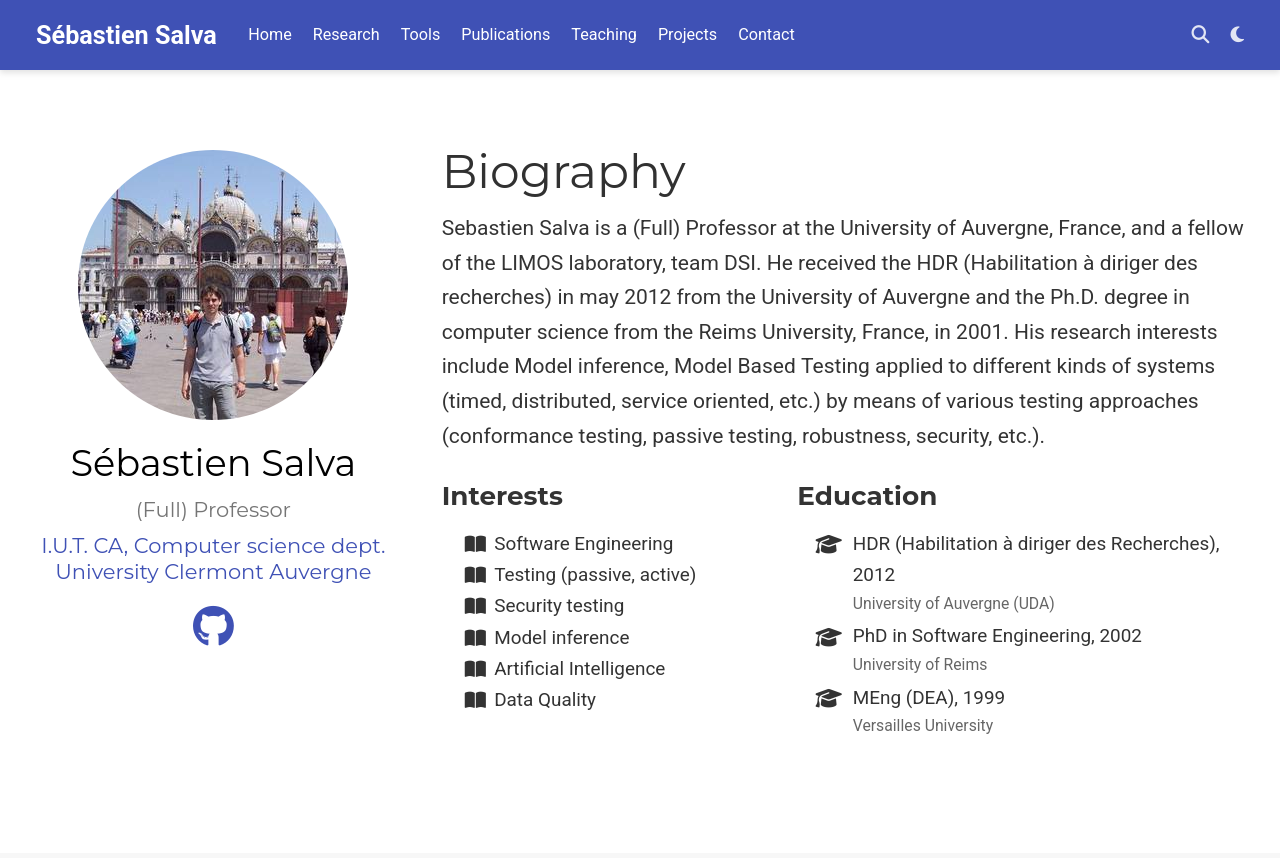 Sébastien Salva
Home
Research
Tools
Publications
Teaching
Projects
Contact
Sébastien Salva
(Full) Professor
I.U.T. CA, Computer science dept.
University Clermont Auvergne
Biography
Sebastien Salva is a (Full) Professor at the University of Auvergne, France, and a fellow
of the LIMOS laboratory, team DSI. He received the HDR (Habilitation à diriger des
recherches) in may 2012 from the University of Auvergne and the Ph.D. degree in
computer science from the Reims University, France, in 2001. His research interests
include Model inference, Model Based Testing applied to different kinds of systems
(timed, distributed, service oriented, etc.) by means of various testing approaches
(conformance testing, passive testing, robustness, security, etc.).
Interests
Software Engineering
Testing (passive, active)
Security testing
Model inference
Artificial Intelligence
Data Quality
Education
HDR (Habilitation à diriger des Recherches),
2012
University of Auvergne (UDA)
PhD in Software Engineering, 2002
University of Reims
MEng (DEA), 1999
Versailles University